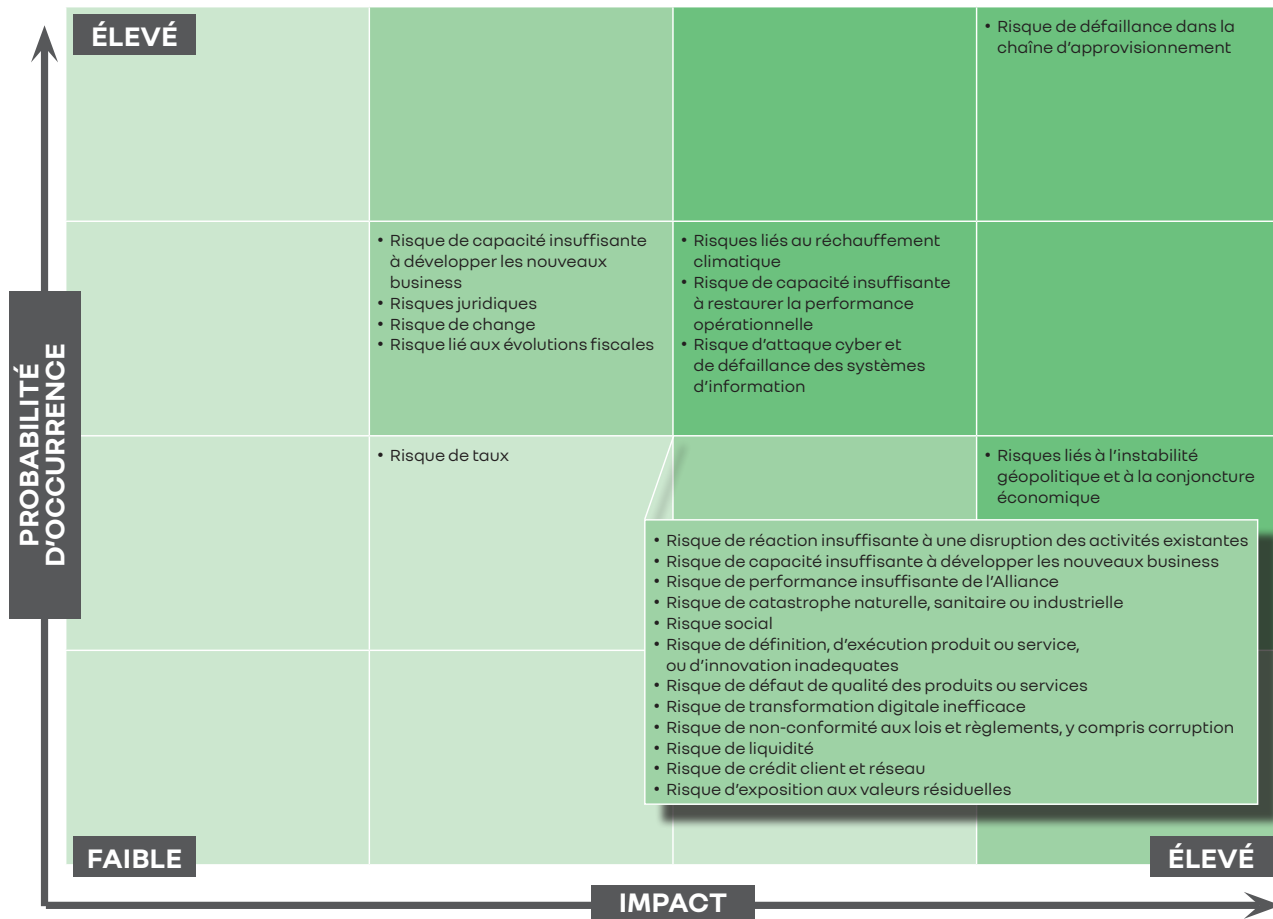 ÉLEVÉ
• Risque de défaillance dans la
chaîne d’approvisionnement
• Risque de capacité insuffisante
à développer les nouveaux
business
• Risques juridiques
• Risque de change
• Risque lié aux évolutions fiscales
• Risques liés au réchauffement
climatique
• Risque de capacité insuffisante
à restaurer la performance
opérationnelle
• Risque d'attaque cyber et
de défaillance des systèmes
d’information
PROBABILITÉ
D’OCCURRENCE
• Risque de taux
• Risques liés à l’instabilité
géopolitique et à la conjoncture
économique
• Risque de réaction insuffisante à une disruption des activités existantes
• Risque de capacité insuffisante à développer les nouveaux business
• Risque de performance insuffisante de l’Alliance
• Risque de catastrophe naturelle, sanitaire ou industrielle
• Risque social
• Risque de définition, d’exécution produit ou service,
ou d’innovation inadequates
• Risque de défaut de qualité des produits ou services
• Risque de transformation digitale inefficace
• Risque de non-conformité aux lois et règlements, y compris corruption
• Risque de liquidité
• Risque de crédit client et réseau
• Risque d’exposition aux valeurs résiduelles
FAIBLE
ÉLEVÉ
IMPACT